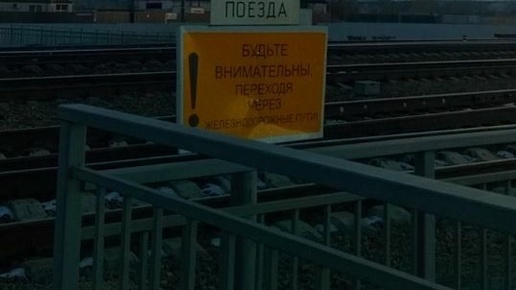 ПОЕЗДА
! БУДЬТЕ
ВНИМАТЕЛЬНЫ,
ПЕРЕХОДЯ
ЧЕРЕЗ
ЖЕЛЕЗНОДОРОЖНЫЕ ПУТИ